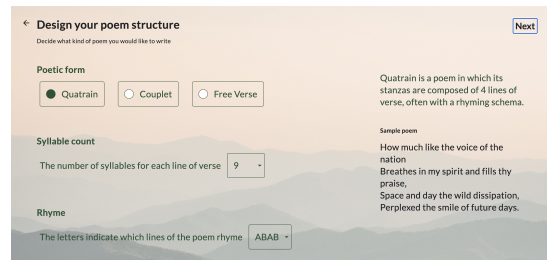 ← Design your poem structure
Next
Decide what kind of poem you would like to write
Poetic form
Quatrain
Couplet
Free Verse
Syllable count
The number of syllables for each line of verse
9
Rhyme
The letters indicate which lines of the poem rhyme
ABAB
Quatrain is a poem in which its
stanzas are composed of 4 lines of
verse, often with a rhyming schema.
Sample poem
How much like the voice of the
nation
Breathes in my spirit and fills thy
praise,
Space and day the wild dissipation,
Perplexed the smile of future days.